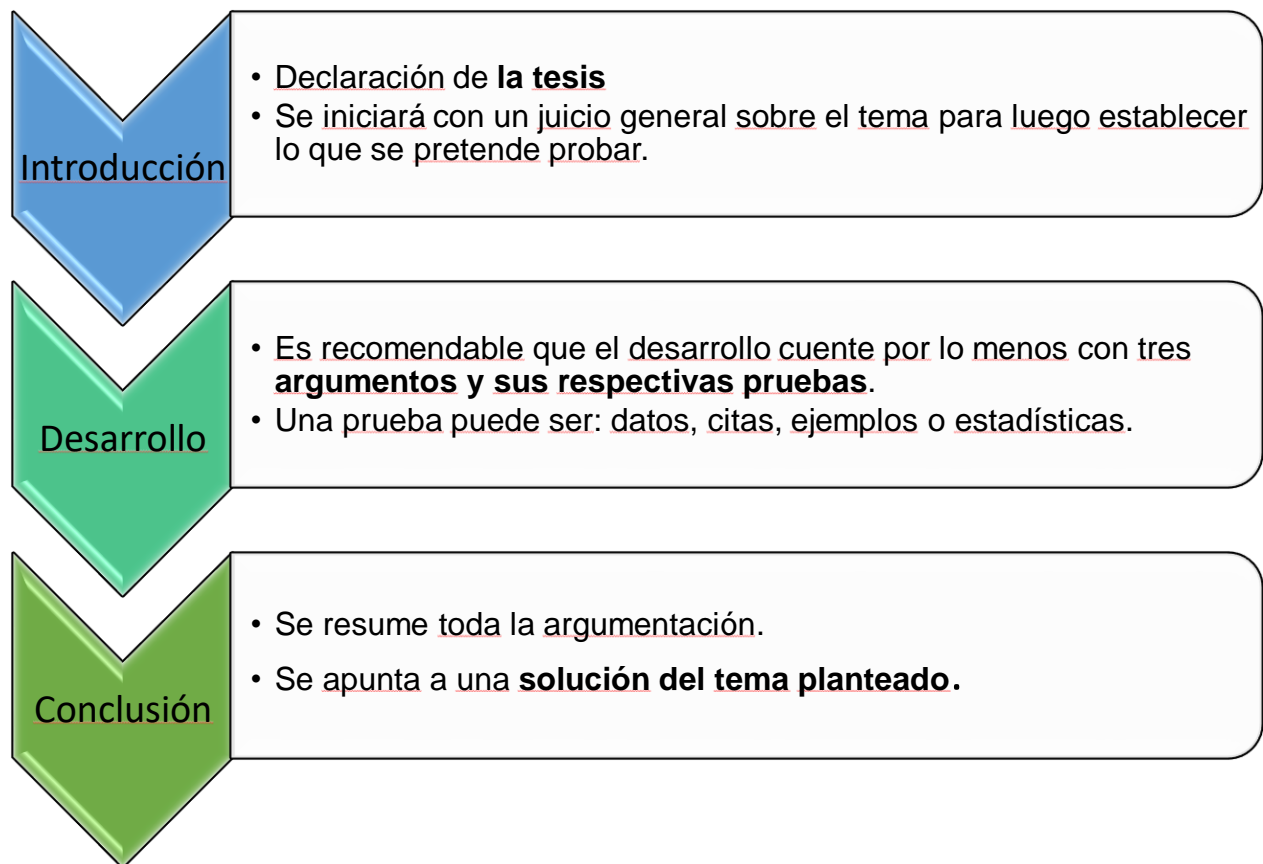 Introducción
• Declaración de la tesis
• Se iniciará con un juicio general sobre el tema para luego establecer
lo que se pretende probar.
Desarrollo
• Es recomendable que el desarrollo cuente por lo menos con tres
argumentos y sus respectivas pruebas.
• Una prueba puede ser: datos, citas, ejemplos o estadísticas.
Conclusión
• Se resume toda la argumentación.
• Se apunta a una solución del tema planteado.